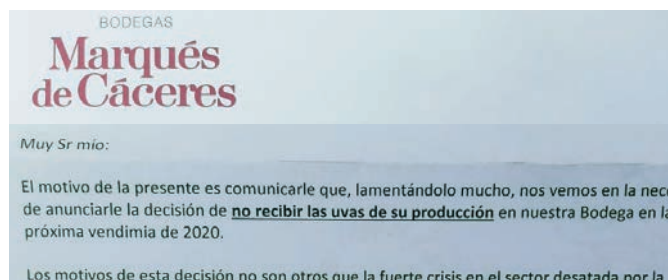 BODEGAS
Marqués
de Cáceres
Muy Sr mio:
El motivo de la presente es comunicarle que, lamentándolo mucho, nos vemos en la
de anunciarle la decisión de no recibir las uvas de su producción en nuestra Bodega en la
próxima vendimia de 2020.
Los motivos de esta decisión no son otros que la fuerte crisis en el sector desatada por la